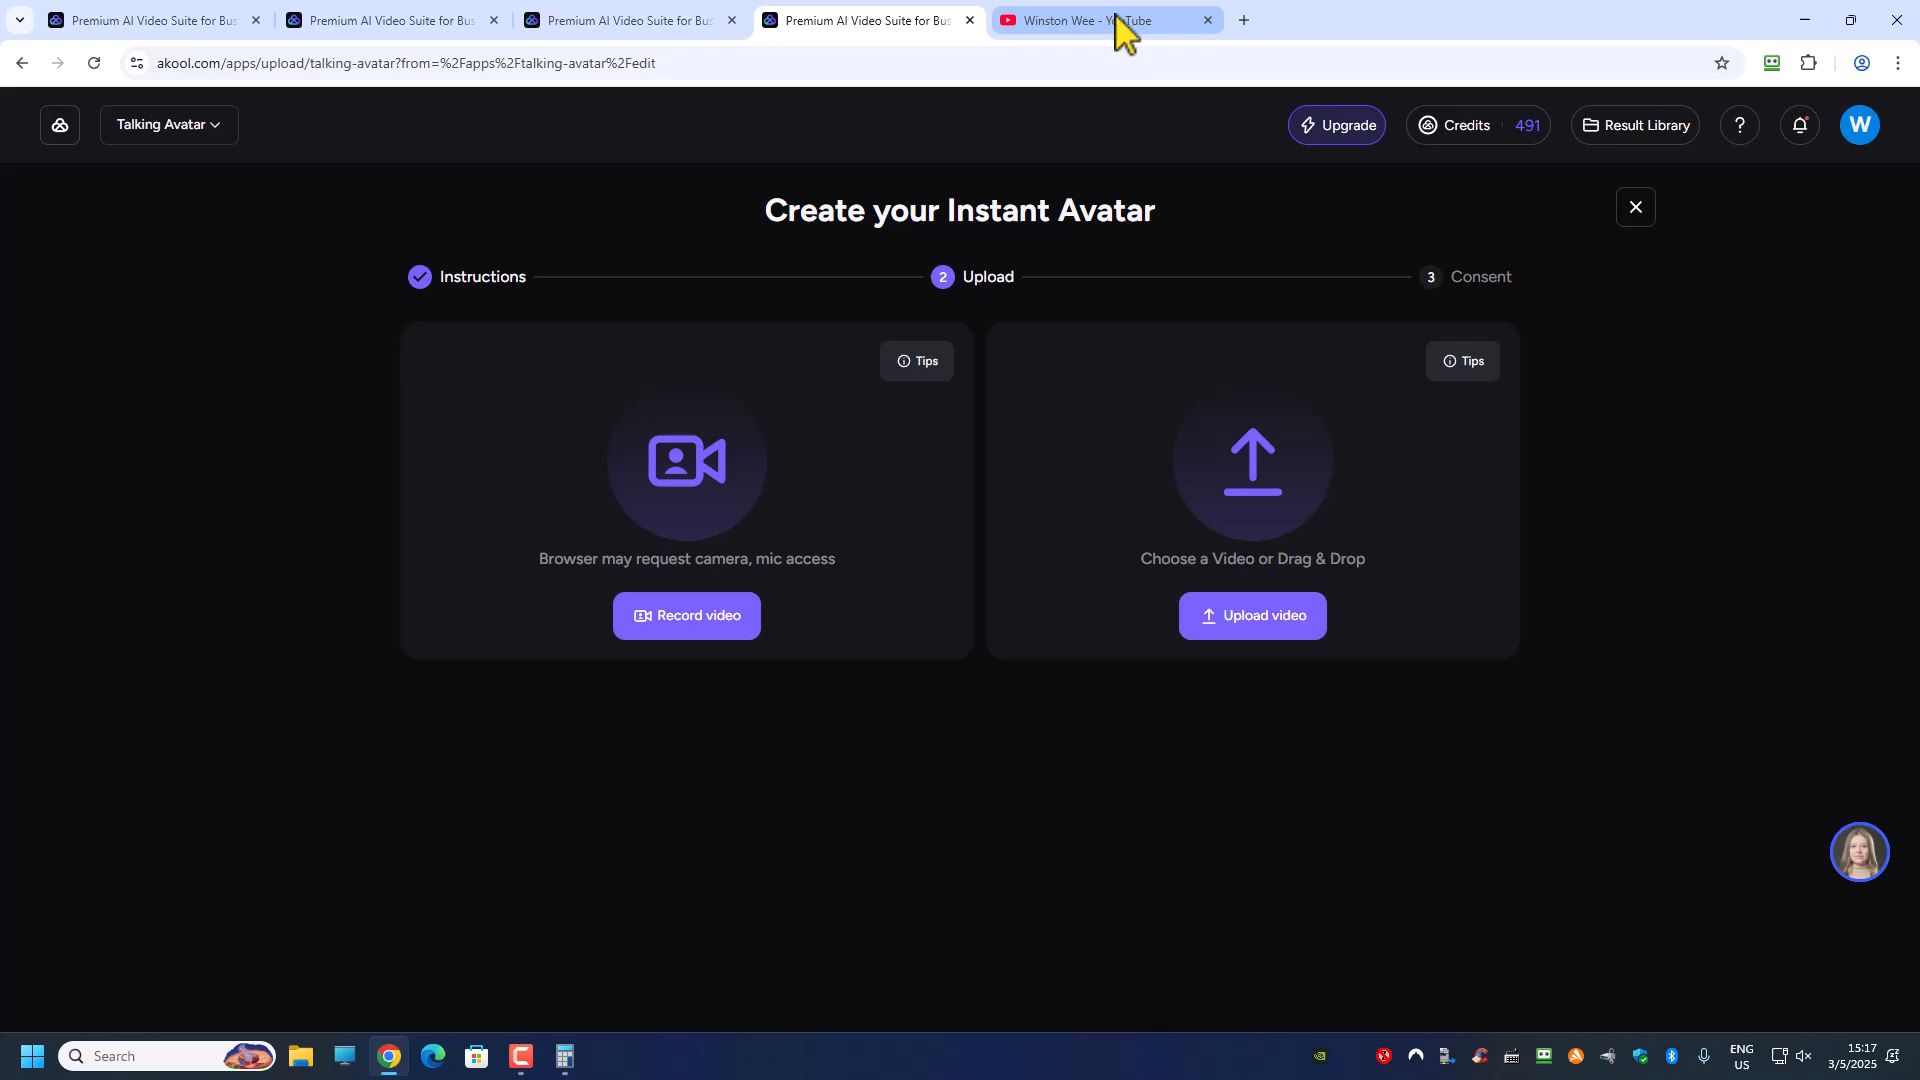 Premium AI Video Suite for Bus
Premium AI Video Suite for Bus
Premium AI Video Suite for Bus
Premium AI Video Suite for Bus
Winston Wee - YouTube
akool.com/apps/upload/talking-avatar?from=%2Fapps%2Ftalking-avatar%2Fedit
Talking Avatar
Upgrade
Credits 491
Result Library
?
W
Create your Instant Avatar
Instructions
2 Upload
3 Consent
Tips
Tips
Browser may request camera, mic access
Choose a Video or Drag & Drop
Record video
Upload video
Search
ENG
US
15:17
3/5/2025